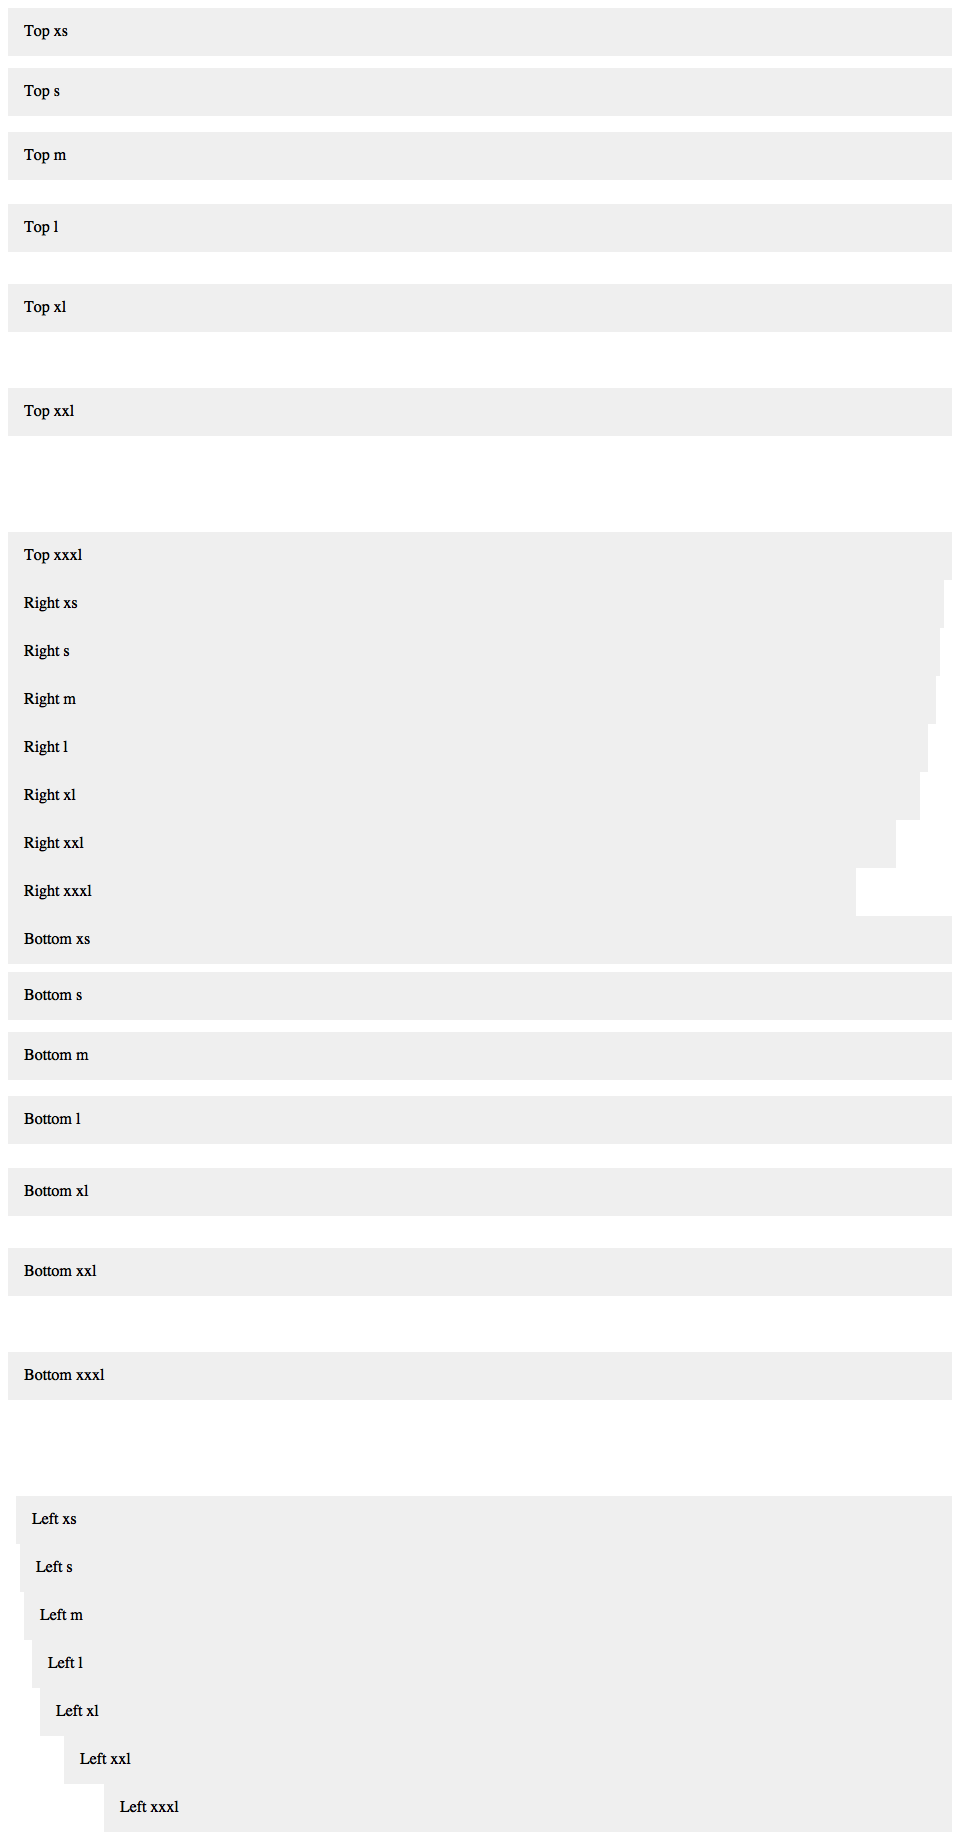 Top xs
Top s
Top m
Top l
Top xl
Top xxl
Top xxxl
Right xs
Right s
Right m
Right l
Right xl
Right xxl
Right xxxl
Bottom xs
Bottom s
Bottom m
Bottom l
Bottom xl
Bottom xxl
Bottom xxxl
Left xs
Left s
Left m
Left l
Left xl
Left xxl
Left xxxl